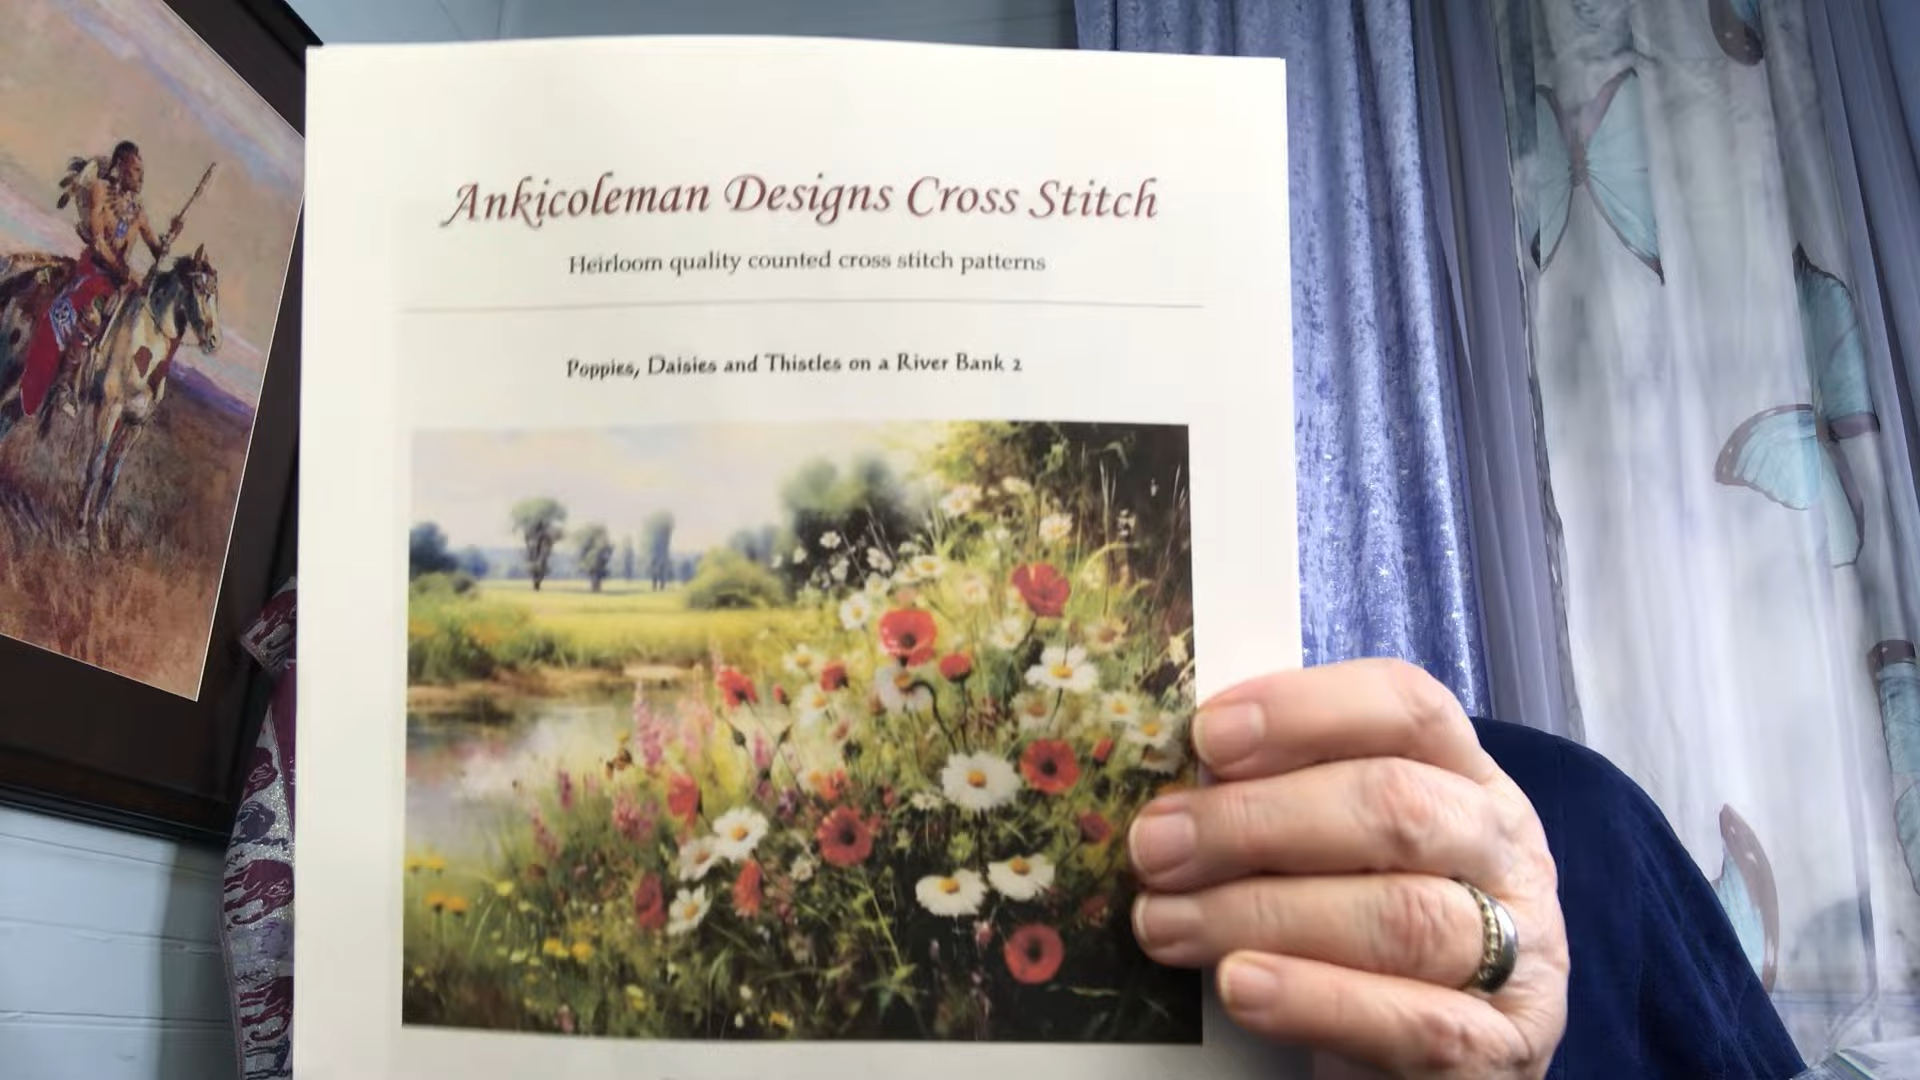 Ankicoleman Designs Cross Stitch
Heirloom quality counted cross stitch patterns
Poppies, Daisies and Thistles on a River Bank 2